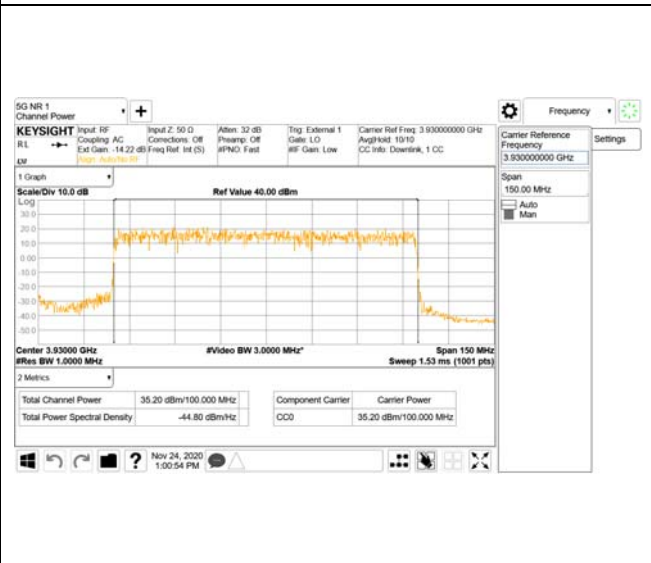 5G NR 1
Channel Power
Frequency
KEYSIGHT
RL
Input: RF
Coupling: AC
Ext Gain: -14.22 dB
Align: Auto/No RF
Input Z: 50 Ω
Corrections: Off
Freq Ref: Int (S)
Atten: 32 dB
Preamp: Off
#PNO: Fast
Trig: External 1
Gate: LO
#IF Gain: Low
Carrier Ref Freq: 3.930000000 GHz
Avg|Hold: 10/10
CC Info: Downlink, 1 CC
Carrier Reference
Frequency
3.930000000 GHz
Settings
Span
150.00 MHz
Auto
Man
1 Graph
Scale/Div 10.0 dB
Ref Value 40.00 dBm
Log
30.0
20.0
10.0
0.00
-10.0
-20.0
-30.0
-40.0
-50.0
Center 3.93000 GHz
#Video BW 3.0000 MHz*
Span 150 MHz
#Res BW 1.0000 MHz
Sweep 1.53 ms (1001 pts)
2 Metrics
Total Channel Power
35.20 dBm/100.000 MHz
Total Power Spectral Density
-44.80 dBm/Hz
Component Carrier
Carrier Power
CC0
35.20 dBm/100.000 MHz
?
Nov 24, 2020
1:00:54 PM